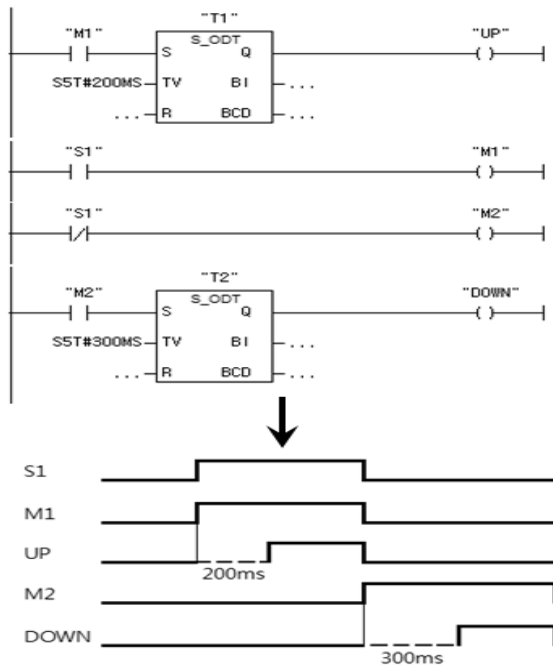 "T1"
"M1" "UP"
S_ODT
S Q
S5T#200MS TV BI ...
... R BCD ...
"S1" "M1"
"S1" "M2"
"T2"
"M2" "DOWN"
S_ODT
S Q
S5T#300MS TV BI ...
... R BCD ...
S1
M1
UP
200ms
M2
DOWN
300ms